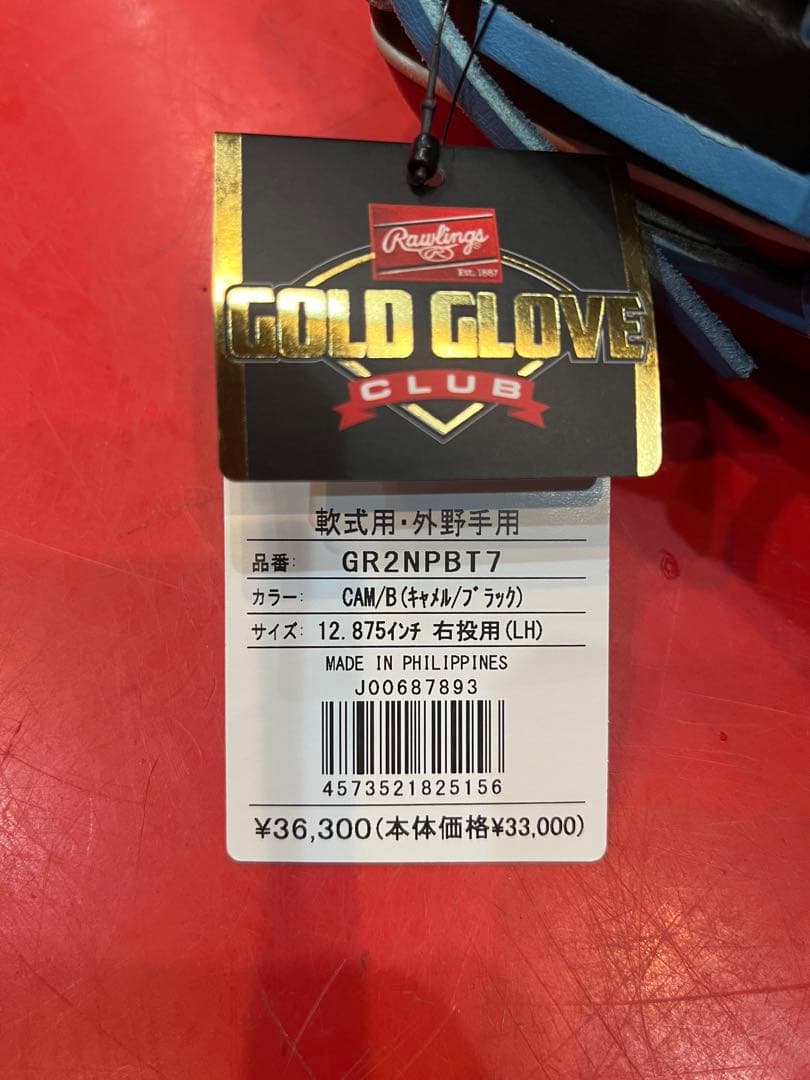 Rawlings
Est. 1887
GOLD GLOVE
CLUB
軟式用・外野手用
品番: GR2NPBT7
カラー: CAM/B(ｷｬﾒﾙ/ﾌﾞﾗｯｸ)
サイズ: 12.875ｲﾝﾁ 右投用(LH)
MADE IN PHILIPPINES
J00687893
4573521825156
¥36,300(本体価格¥33,000)